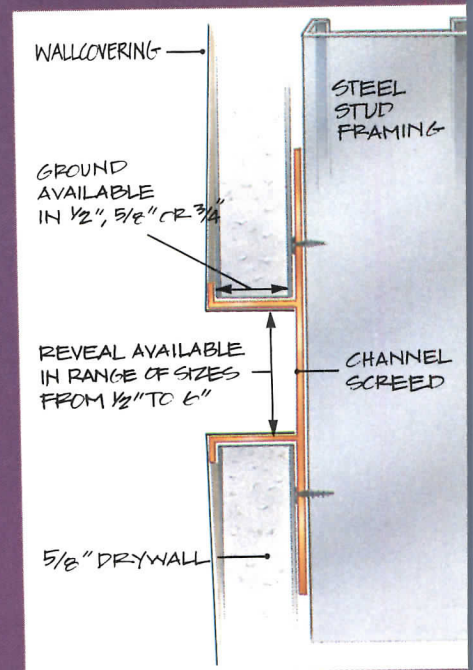 WALLCOVERING
STEEL
STUD
FRAMING
GROUND
AVAILABLE
IN 1/2", 5/8" OR 3/4"
REVEAL AVAILABLE
IN RANGE OF SIZES
FROM 1/2" TO 6"
CHANNEL
SCREED
5/8" DRYWALL